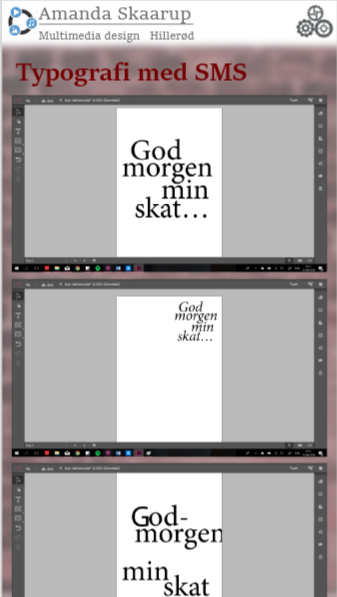 Amanda Skaarup
Multimedia design Hillerød
Typografi med SMS
God
morgen
min
skat...
God
morgen
min
skat...
God-
morgen
min
skat